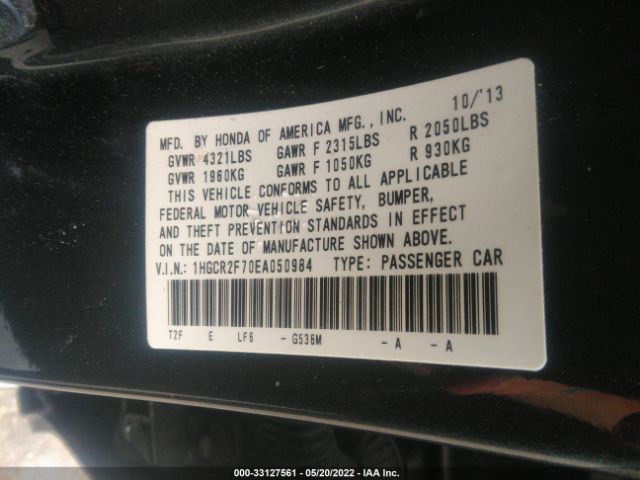 MFD. BY HONDA OF AMERICA MFG., INC. 10/'13
GVWR 4321LBS GAWR F 2315LBS R 2050LBS
GVWR 1960KG GAWR F 1050KG R 930KG
THIS VEHICLE CONFORMS TO ALL APPLICABLE
FEDERAL MOTOR VEHICLE SAFETY, BUMPER,
AND THEFT PREVENTION STANDARDS IN EFFECT
ON THE DATE OF MANUFACTURE SHOWN ABOVE.
V.I.N.: 1HGCR2F70EA050984 TYPE: PASSENGER CAR
T2F E LF6 - G536M - A - A
000-33127561 — 05/20/2022 — IAA Inc.